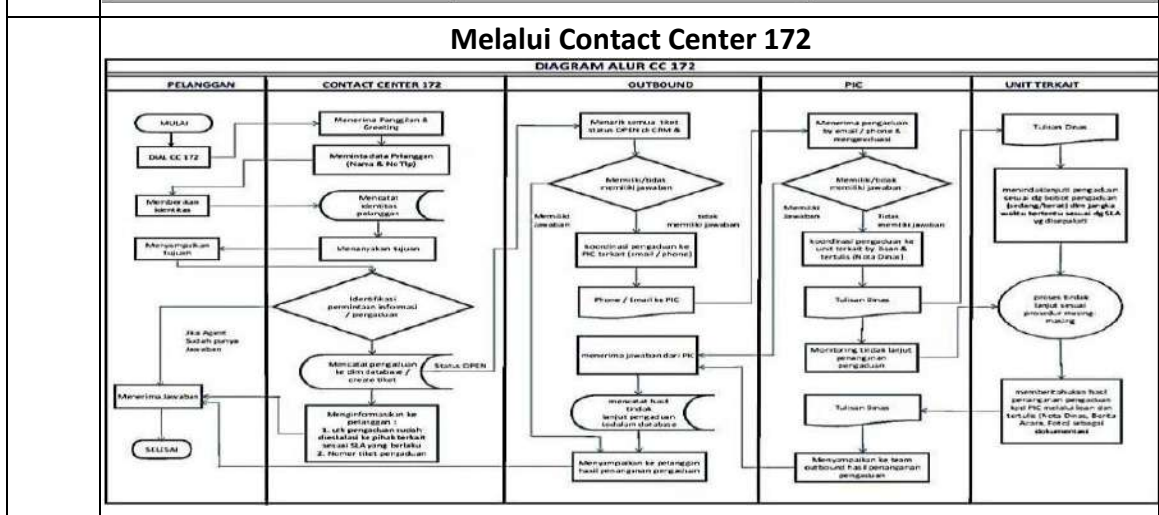 Melalui Contact Center 172
DIAGRAM ALUR CC 172
PELANGGAN
CONTACT CENTER 172
OUTBOUND
PIC
UNIT TERKAIT
MULAI
DIAL CC 172
Memberikan
Identitas
Menyampaikan
Tujuan
Jika Agent
Sudah punya
Jawaban
Menerima Jawaban
SELESAI
Menerima Panggilan &
Greeting
Meminta data Pelanggan
(Nama & No Tlp)
Mencatat
identitas
pelanggan
Menanyakan tujuan
Identifikasi
permintaan informasi
/ pengaduan
Mencatat pengaduan
ke dlm database /
create tiket
Status OPEN
Menginformasikan ke
pelanggan :
1. utk pengaduan sudah
dieskalasi ke pihak terkait
sesuai SLA yang berlaku
2. Nomor tiket pengaduan
Menarik semua tiket
status OPEN di CRM &
Memiliki/tidak
memiliki jawaban
Memiliki
jawaban
tidak
memiliki jawaban
koordinasi pengaduan ke
PIC terkait (email / phone)
Phone / Email ke PIC
menerima jawaban dari PIC
mencatat hasil
tindak
lanjut pengaduan
kedalam database
Menyampaikan ke pelanggan
hasil penanganan pengaduan
Menerima pengaduan
by email / phone &
mengevaluasi
Memiliki/tidak
memiliki jawaban
Memiliki
Jawaban
Tidak
memiliki jawaban
koordinasi pengaduan ke
unit terkait by lisan &
tertulis (Nota Dinas)
Tulisan Dinas
Monitoring tindak lanjut
penanganan
pengaduan
Tulisan Dinas
Menyampaikan ke team
outbound hasil penanganan
pengaduan
Tulisan Dinas
menindaklanjuti pengaduan
sesuai dg bobot pengaduan
(sedang/berat) dlm jangka
waktu tertentu sesuai dg SLA
yg disepakati
proses tindak
lanjut sesuai
prosedur masing-
masing
memberitahukan hasil
penanganan pengaduan
kpd PIC melalui lisan dan
tertulis (Nota Dinas, Berita
Acara, Foto) sebagai
dokumentasi